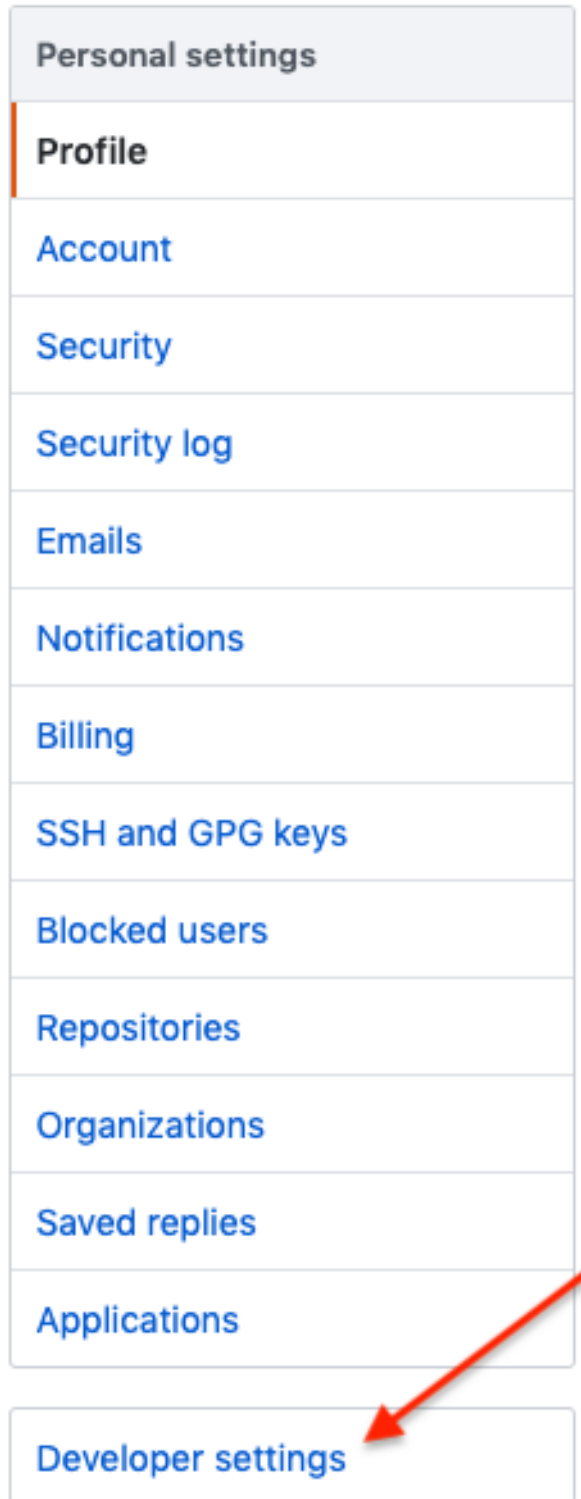 Personal settings
Profile
Account
Security
Security log
Emails
Notifications
Billing
SSH and GPG keys
Blocked users
Repositories
Organizations
Saved replies
Applications
Developer settings